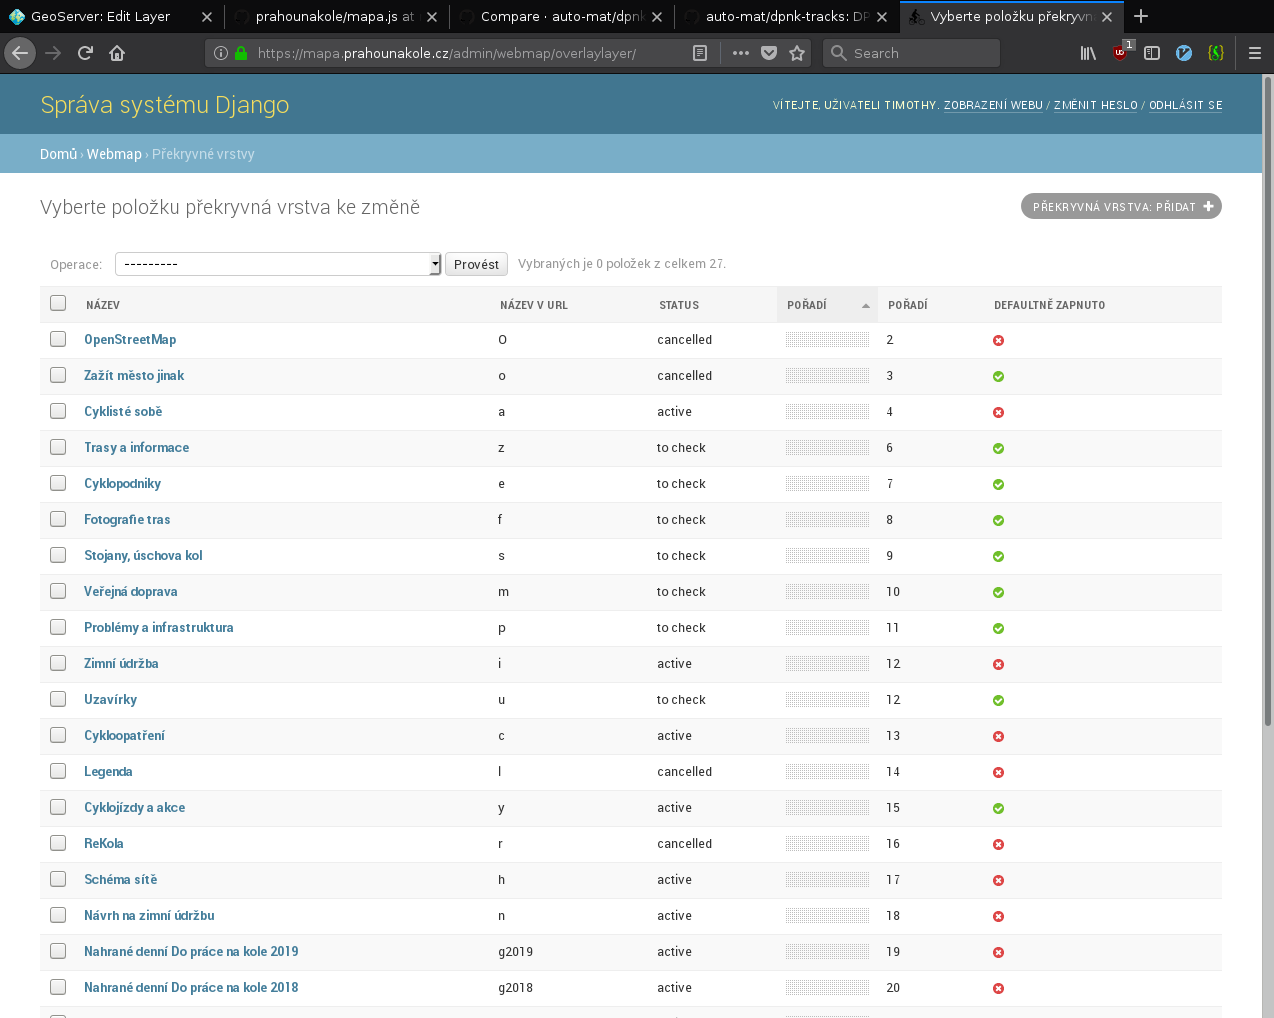 GeoServer: Edit Layer
prahounakole/mapa.js at
Compare · auto-mat/dpnk
auto-mat/dpnk-tracks: DP
Vyberte položku překryvná
https://mapa.prahounakole.cz/admin/webmap/overlaylayer/
Search
1
Správa systému Django
VÍTEJTE, UŽIVATELI TIMOTHY. ZOBRAZENÍ WEBU / ZMĚNIT HESLO / ODHLÁSIT SE
Domů › Webmap › Překryvné vrstvy
Vyberte položku překryvná vrstva ke změně
PŘEKRYVNÁ VRSTVA: PŘIDAT +
Operace: --------- Provést Vybraných je 0 položek z celkem 27.
NÁZEV NÁZEV V URL STATUS POŘADÍ POŘADÍ DEFAULTNĚ ZAPNUTO
OpenStreetMap O cancelled 2
Zažít město jinak o cancelled 3
Cyklisté sobě a active 4
Trasy a informace z to check 6
Cyklopodniky e to check 7
Fotografie tras f to check 8
Stojany, úschova kol s to check 9
Veřejná doprava m to check 10
Problémy a infrastruktura p to check 11
Zimní údržba i active 12
Uzavírky u to check 12
Cykloopatření c active 13
Legenda l cancelled 14
Cyklojízdy a akce y active 15
ReKola r cancelled 16
Schéma sítě h active 17
Návrh na zimní údržbu n active 18
Nahrané denní Do práce na kole 2019 g2019 active 19
Nahrané denní Do práce na kole 2018 g2018 active 20